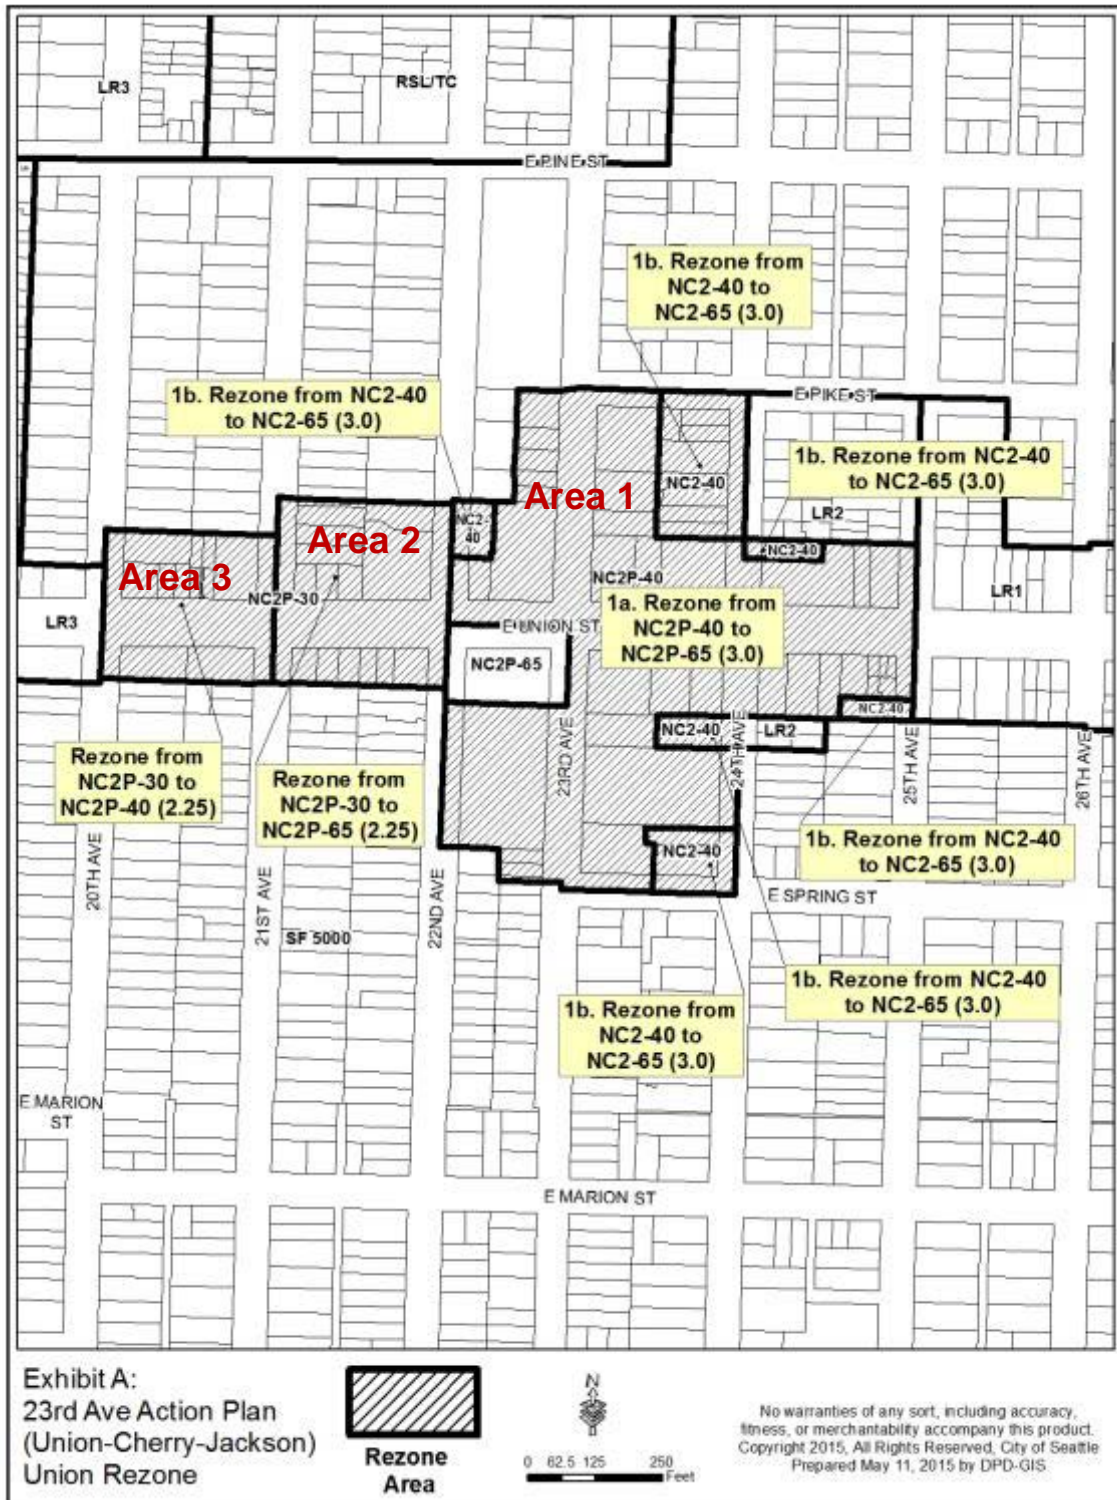 LR3
RSL/TC
E PINE ST
1b. Rezone from
NC2-40 to
NC2-65 (3.0)
1b. Rezone from NC2-40
to NC2-65 (3.0)
E PIKE ST
1b. Rezone from NC2-40
to NC2-65 (3.0)
NC2-40
LR2
Area 1
NC2-
40
Area 2
NC2-40
Area 3
NC2P-30
NC2P-40
LR1
1a. Rezone from
NC2P-40 to
NC2P-65 (3.0)
LR3
E UNION ST
NC2P-65
NC2-40
NC2-40
LR2
Rezone from
NC2P-30 to
NC2P-40 (2.25)
Rezone from
NC2P-30 to
NC2P-65 (2.25)
23RD AVE
24TH AVE
25TH AVE
26TH AVE
1b. Rezone from NC2-40
to NC2-65 (3.0)
NC2-40
20TH AVE
21ST AVE
22ND AVE
E SPRING ST
SF 5000
1b. Rezone from NC2-40
to NC2-65 (3.0)
1b. Rezone from
NC2-40 to
NC2-65 (3.0)
E MARION
ST
E MARION ST
Exhibit A:
23rd Ave Action Plan
(Union-Cherry-Jackson)
Union Rezone
Rezone
Area
N
0 62.5 125 250
Feet
No warranties of any sort, including accuracy,
fitness, or merchantability accompany this product.
Copyright 2015, All Rights Reserved, City of Seattle
Prepared May 11, 2015 by DPD-GIS